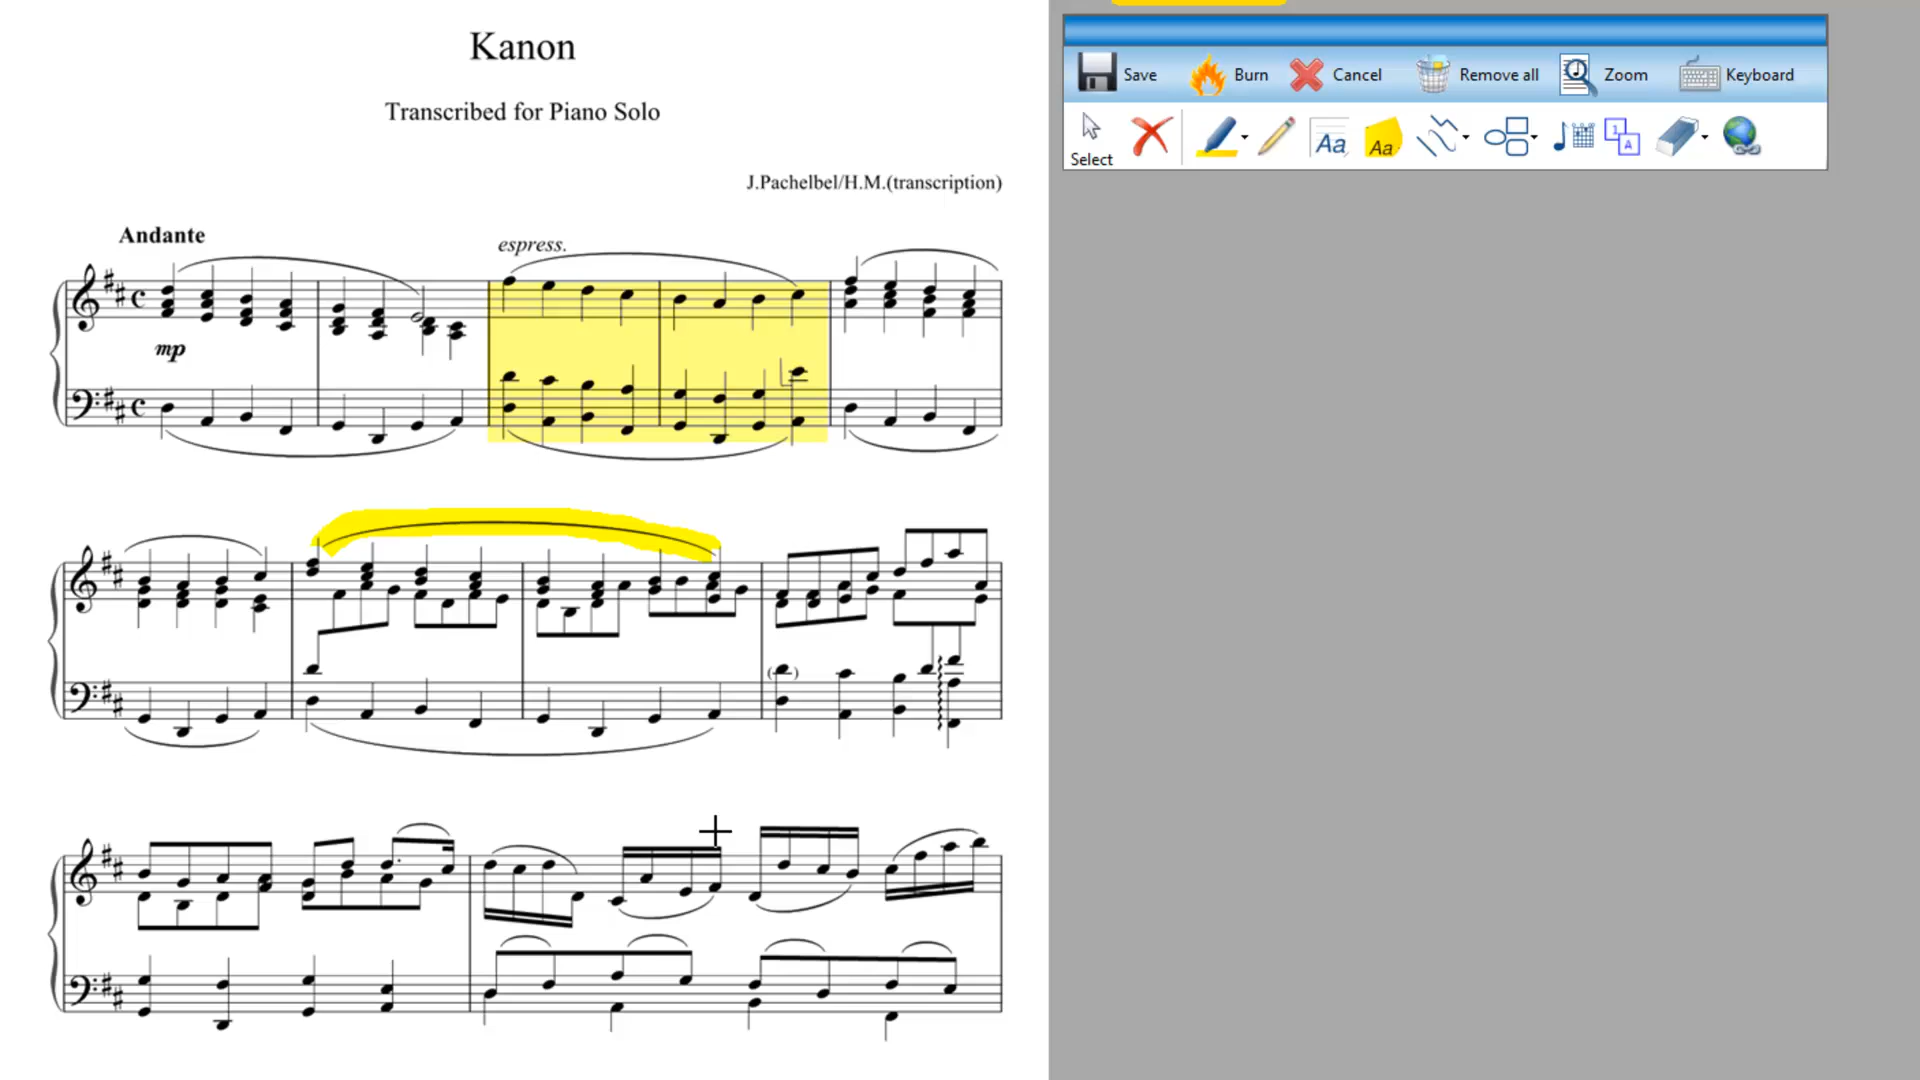 Kanon
Transcribed for Piano Solo
J.Pachelbel/H.M.(transcription)
Andante
espress.
mp
Save Burn Cancel Remove all Zoom Keyboard
Select Aa Aa 1 A